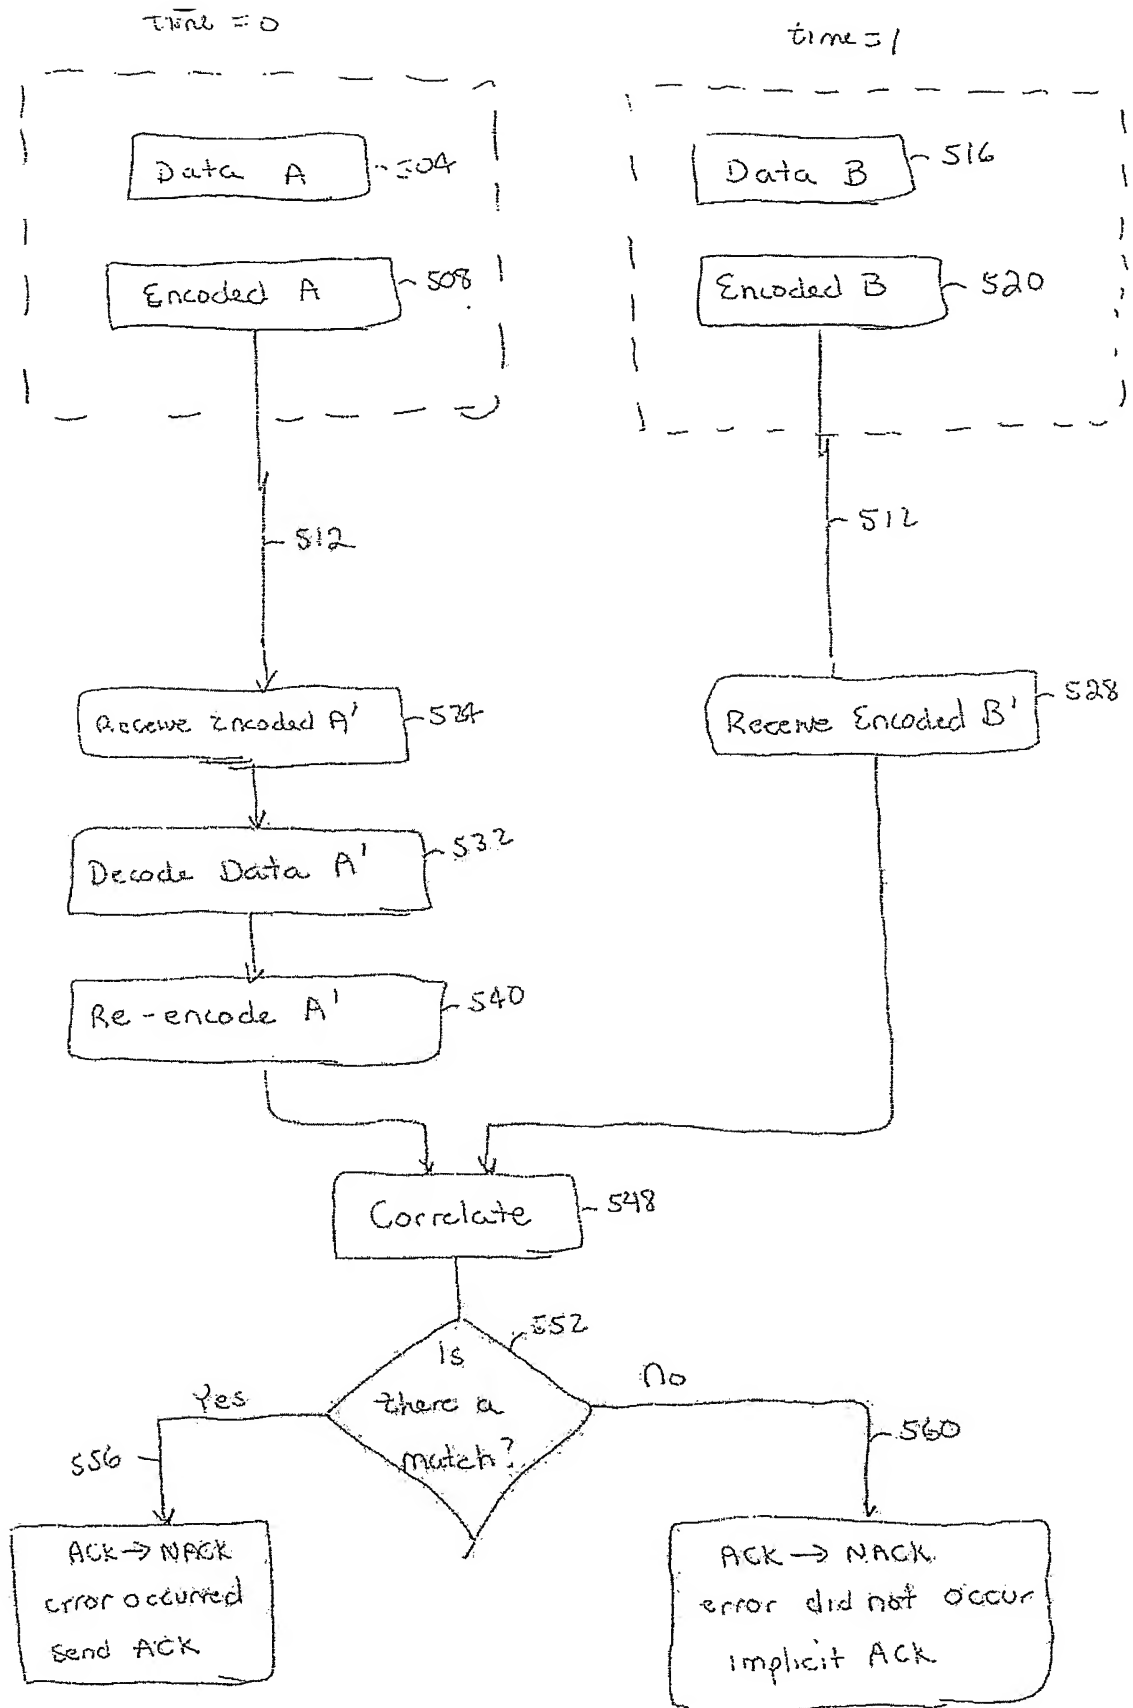 time = 0
time = 1
Data A
504
Data B
516
Encoded A
508
Encoded B
520
512
512
Receive Encoded A'
524
Receive Encoded B'
528
Decode Data A'
532
Re-encode A'
540
Correlate
548
552
Is
there a
match?
Yes
No
556
560
ACK → NACK
error occurred
Send ACK
ACK → NACK
error did not occur
implicit ACK